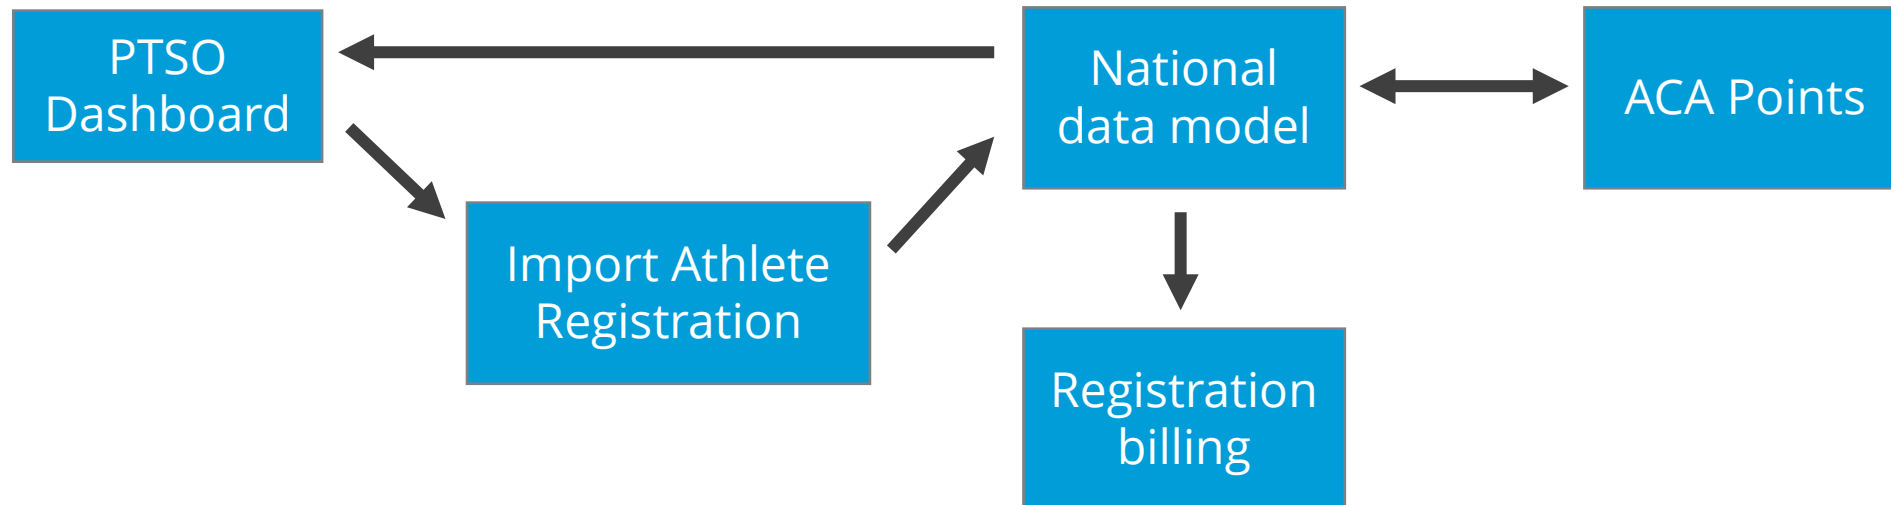 PTSO
Dashboard
National
data model
ACA Points
Import Athlete
Registration
Registration
billing